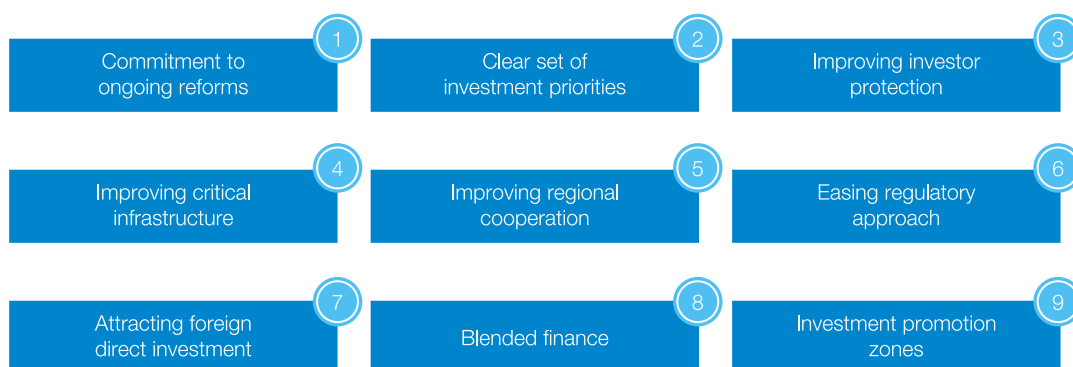 1
Commitment to
ongoing reforms
2
Clear set of
investment priorities
3
Improving investor
protection
4
Improving critical
infrastructure
5
Improving regional
cooperation
6
Easing regulatory
approach
7
Attracting foreign
direct investment
8
Blended finance
9
Investment promotion
zones